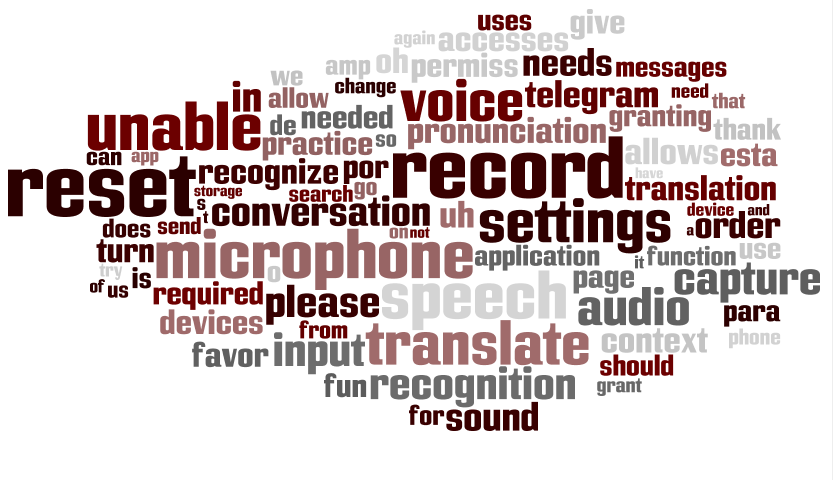 uses give
again accesses
we amp oh permiss needs messages
in allow change voice telegram need that
unable de needed granting
practice so pronunciation thank
can app allows esta
reset recognize por record have
storage search go translation
s conversation uh settings device and
does send t on not a order
turn microphone application it function use
try o page capture
of us is required please speech audio para
devices from translate context phone
favor input should
fun recognition grant
for sound